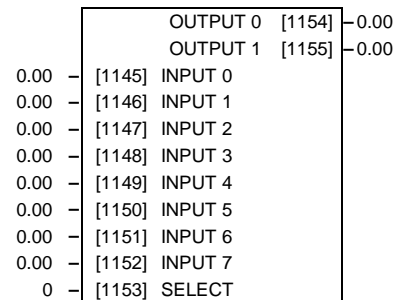 OUTPUT 0 [1154] – 0.00
OUTPUT 1 [1155] – 0.00
0.00 – [1145] INPUT 0
0.00 – [1146] INPUT 1
0.00 – [1147] INPUT 2
0.00 – [1148] INPUT 3
0.00 – [1149] INPUT 4
0.00 – [1150] INPUT 5
0.00 – [1151] INPUT 6
0.00 – [1152] INPUT 7
0 – [1153] SELECT